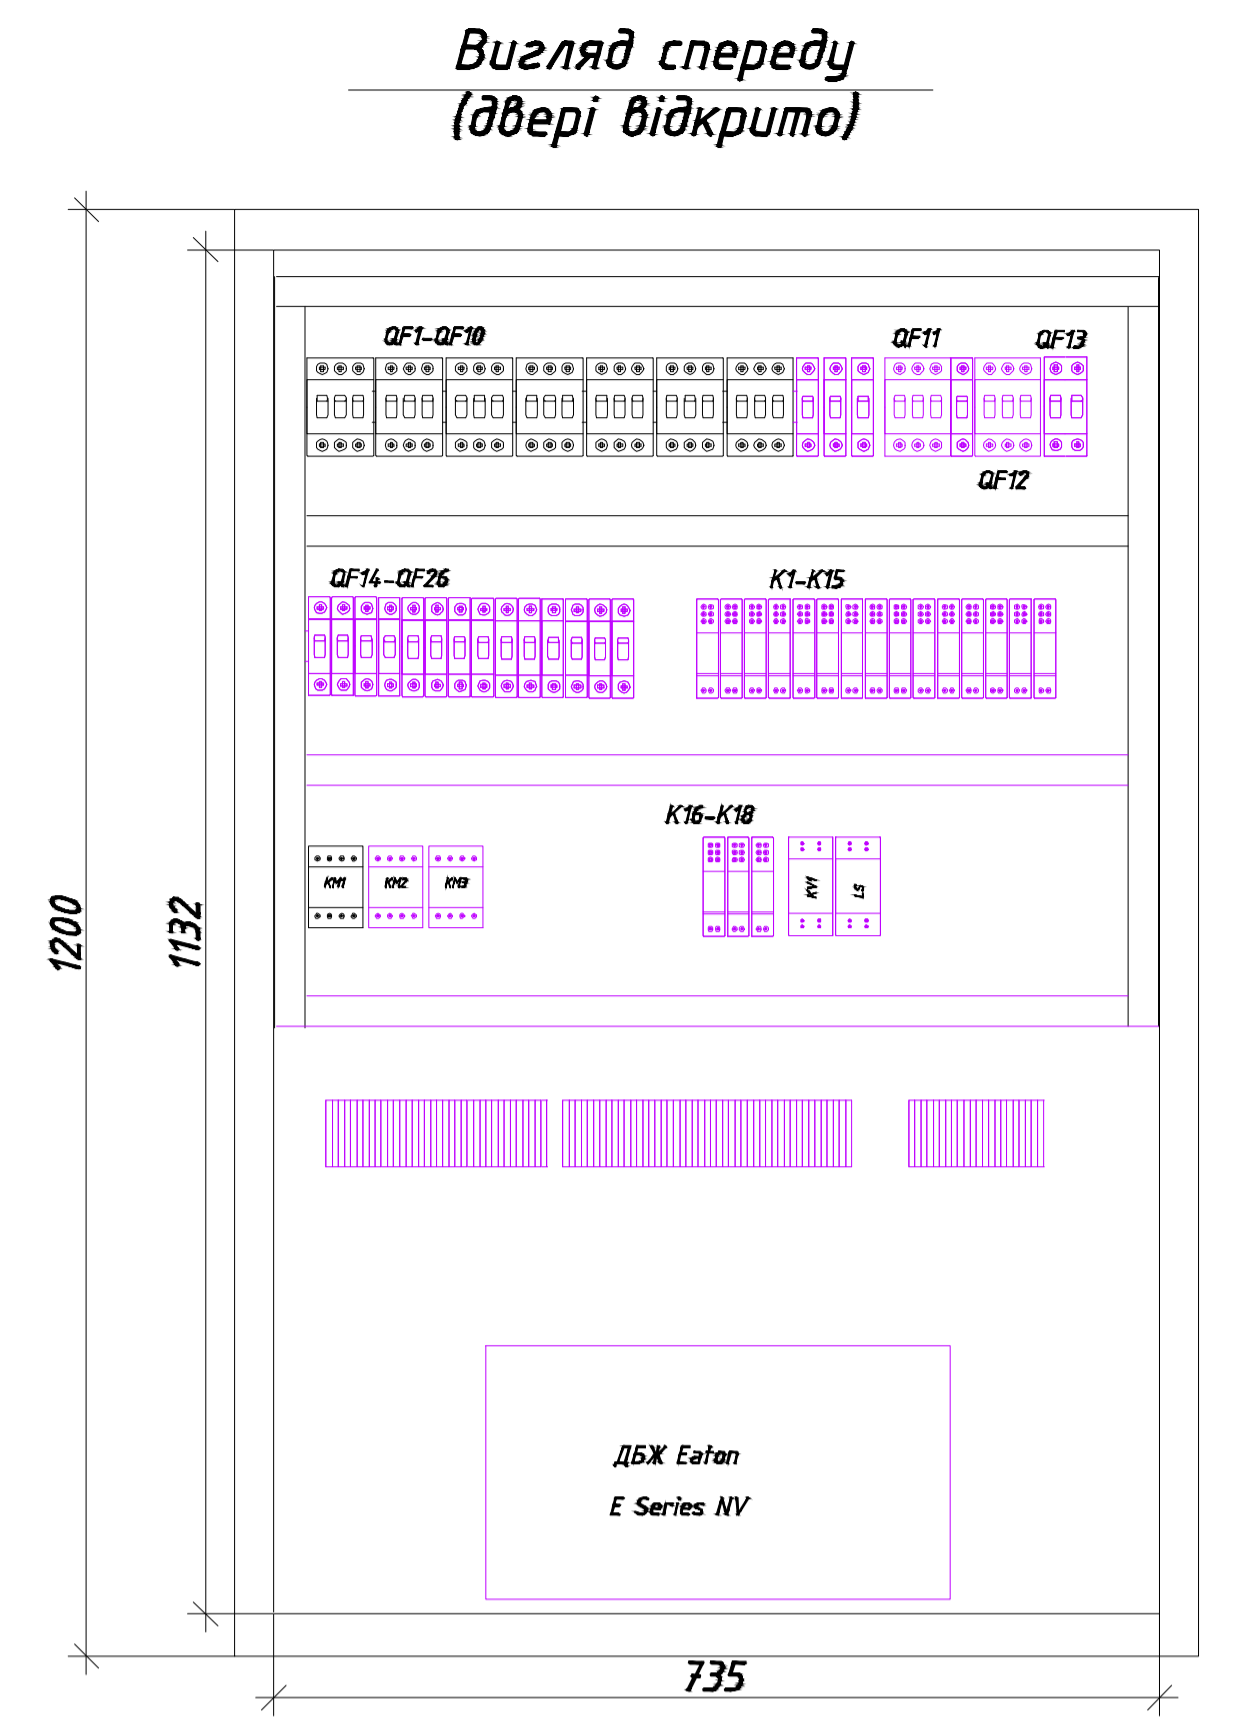 Вигляд спереду
(двері відкрито)
QF1-QF10
QF11
QF13
QF12
QF14-QF26
K1-K15
K16-K18
KM1
KM2
KM3
KV1
LS
1200
1132
ДБЖ Eaton
E Series NV
735